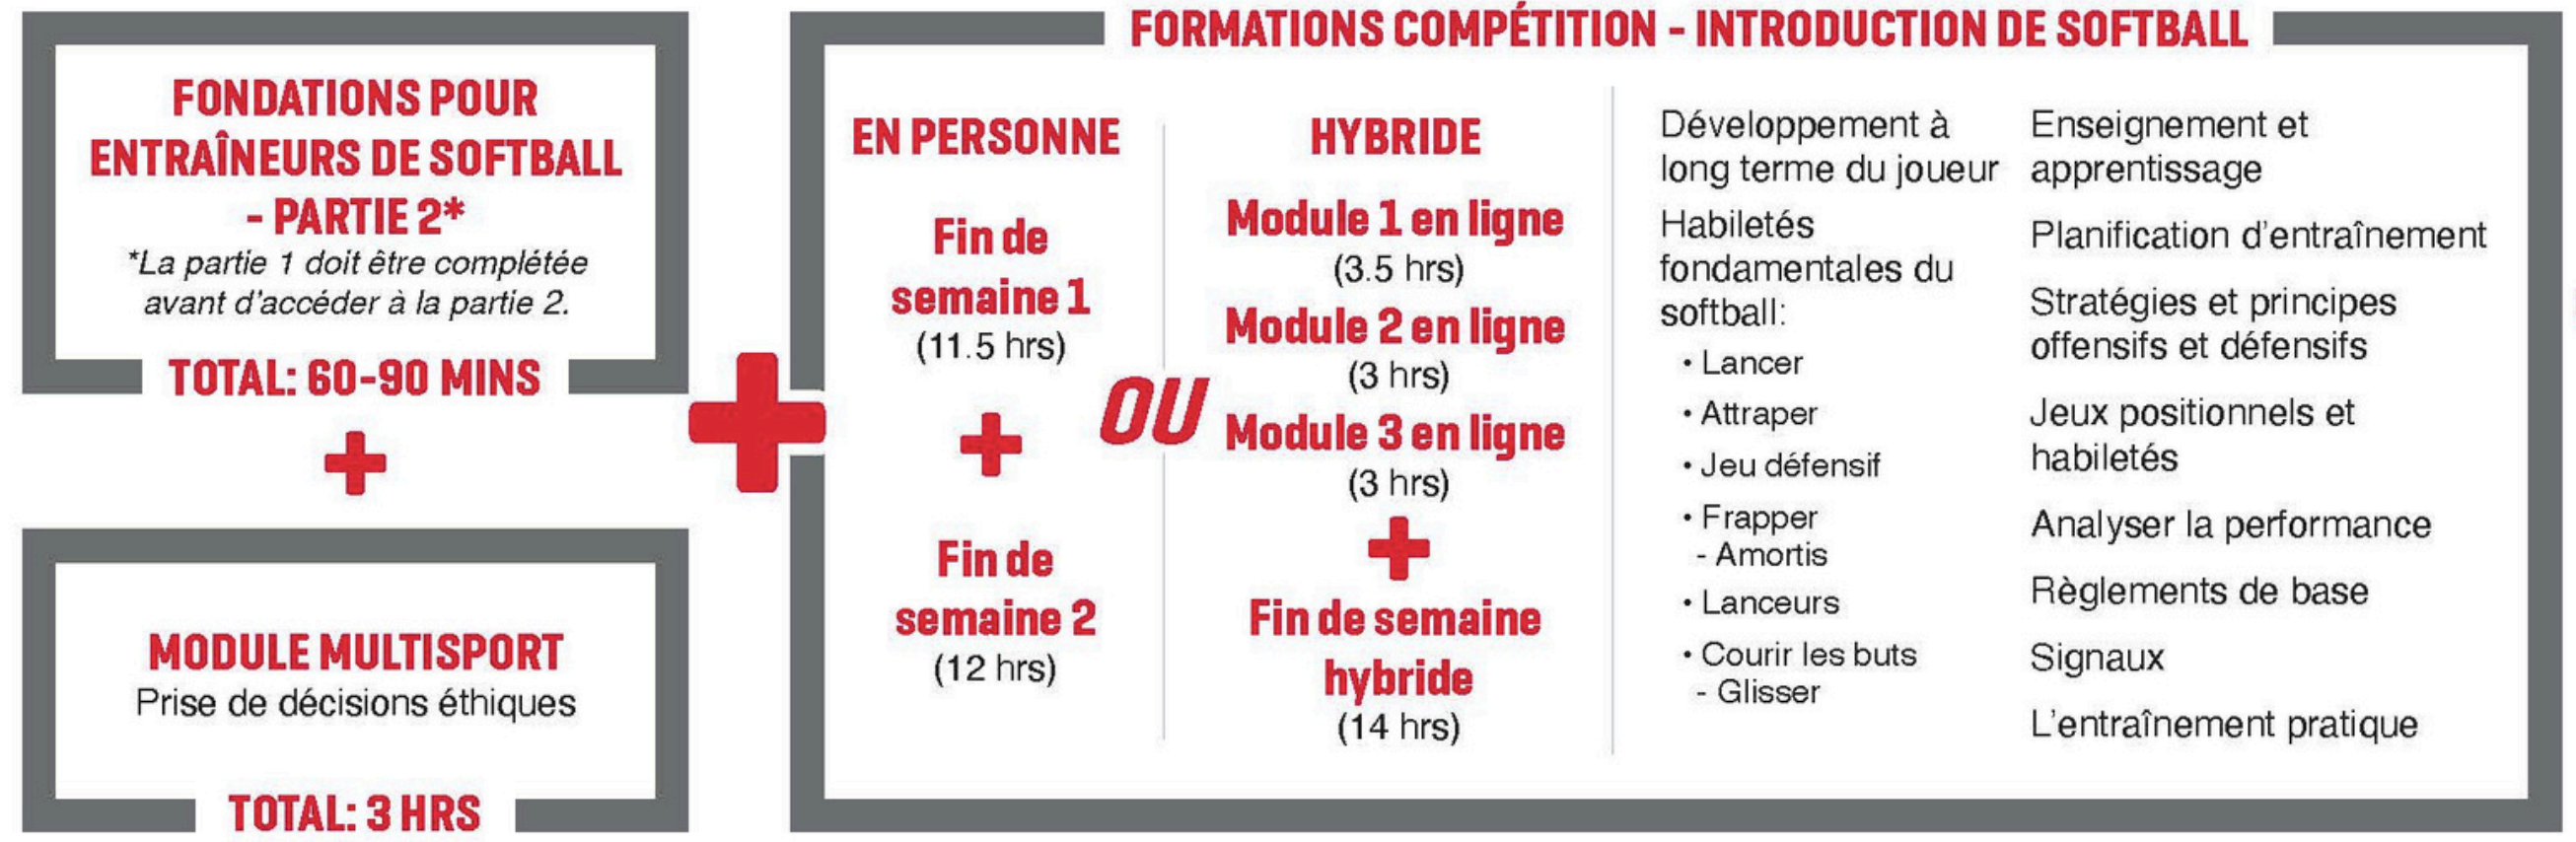 FONDATIONS POUR
ENTRAÎNEURS DE SOFTBALL
- PARTIE 2*
*La partie 1 doit être complétée
avant d'accéder à la partie 2.
TOTAL: 60-90 MINS
+
MODULE MULTISPORT
Prise de décisions éthiques
TOTAL: 3 HRS
+
FORMATIONS COMPÉTITION - INTRODUCTION DE SOFTBALL
EN PERSONNE
Fin de
semaine 1
(11.5 hrs)
+
Fin de
semaine 2
(12 hrs)
OU
HYBRIDE
Module 1 en ligne
(3.5 hrs)
Module 2 en ligne
(3 hrs)
Module 3 en ligne
(3 hrs)
+
Fin de semaine
hybride
(14 hrs)
Développement à
long terme du joueur
Habiletés
fondamentales du
softball:
• Lancer
• Attraper
• Jeu défensif
• Frapper
- Amortis
• Lanceurs
• Courir les buts
- Glisser
Enseignement et
apprentissage
Planification d'entraînement
Stratégies et principes
offensifs et défensifs
Jeux positionnels et
habiletés
Analyser la performance
Règlements de base
Signaux
L'entraînement pratique